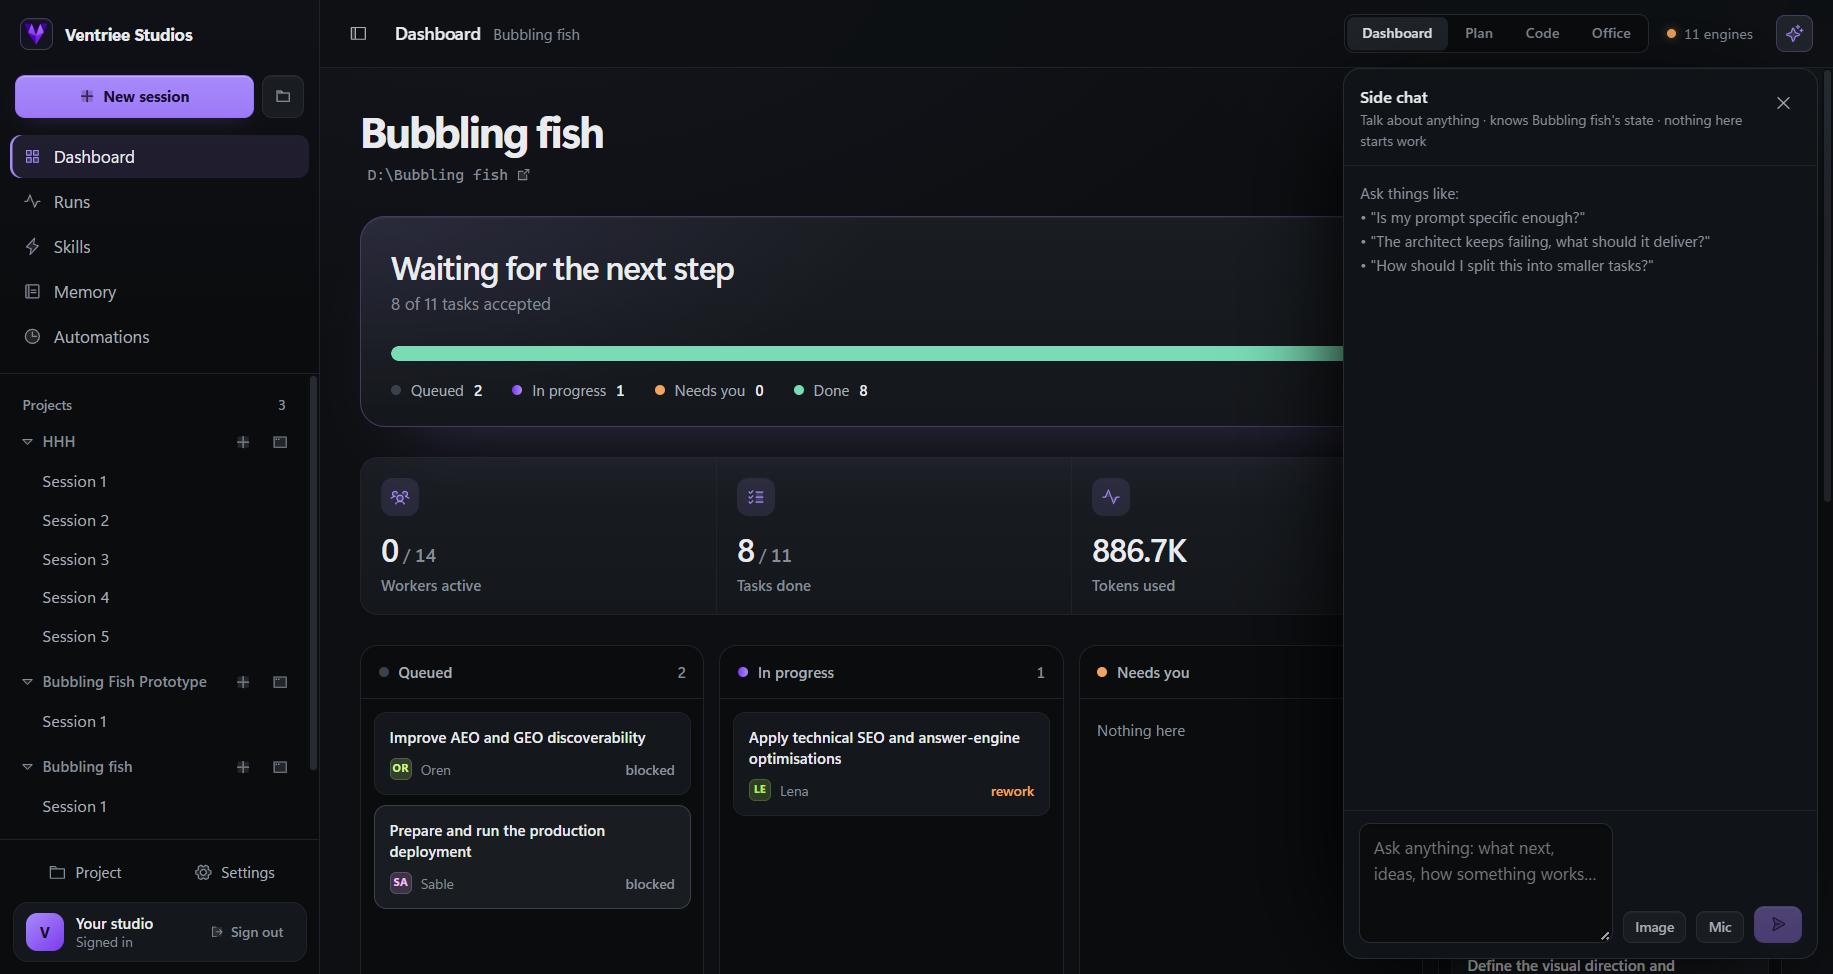 Ventriee Studios
New session
Dashboard
Runs
Skills
Memory
Automations
Projects 3
HHH
Session 1
Session 2
Session 3
Session 4
Session 5
Bubbling Fish Prototype
Session 1
Bubbling fish
Session 1
Project Settings
V
Your studio
Signed in
Sign out
Dashboard Bubbling fish
Dashboard Plan Code Office
11 engines
Bubbling fish
D:\Bubbling fish
Waiting for the next step
8 of 11 tasks accepted
Queued 2 In progress 1 Needs you 0 Done 8
0 / 14
Workers active
8 / 11
Tasks done
886.7K
Tokens used
Queued 2
Improve AEO and GEO discoverability
OR Oren blocked
Prepare and run the production
deployment
SA Sable blocked
In progress 1
Apply technical SEO and answer-engine
optimisations
LE Lena rework
Needs you
Nothing here
Side chat
Talk about anything · knows Bubbling fish's state · nothing here
starts work
Ask things like:
• "Is my prompt specific enough?"
• "The architect keeps failing, what should it deliver?"
• "How should I split this into smaller tasks?"
Ask anything: what next,
ideas, how something works...
Image Mic
Define the visual direction and